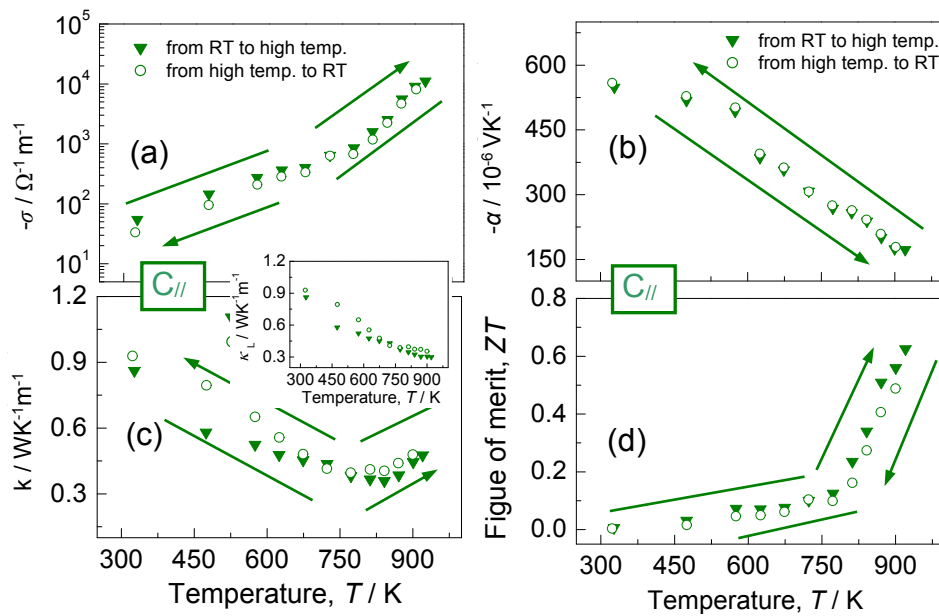 10⁵
10⁴
10³
10²
10¹
-σ / Ω⁻¹ m⁻¹
from RT to high temp.
from high temp. to RT
(a)
600
450
300
150
-α / 10⁻⁶ VK⁻¹
from RT to high temp.
from high temp. to RT
(b)
C//
C//
1.2
0.9
0.6
0.3
k / WK⁻¹m⁻¹
(c)
300 450 600 750 900
Temperature, T / K
1.2
0.9
0.6
0.3
κL / WK⁻¹m⁻¹
300 450 600 750 900
Temperature, T / K
0.8
0.6
0.4
0.2
0.0
Figue of merit, ZT
(d)
300 450 600 750 900
Temperature, T / K